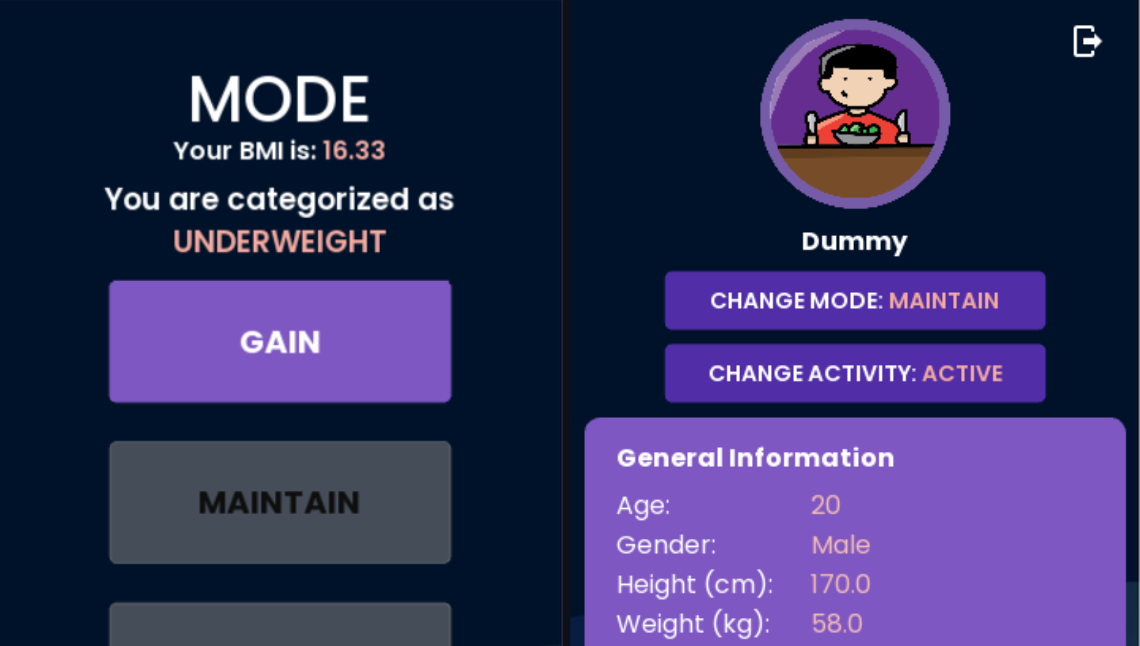 MODE
Your BMI is: 16.33
You are categorized as
UNDERWEIGHT
GAIN
MAINTAIN
Dummy
CHANGE MODE: MAINTAIN
CHANGE ACTIVITY: ACTIVE
General Information
Age: 20
Gender: Male
Height (cm): 170.0
Weight (kg): 58.0